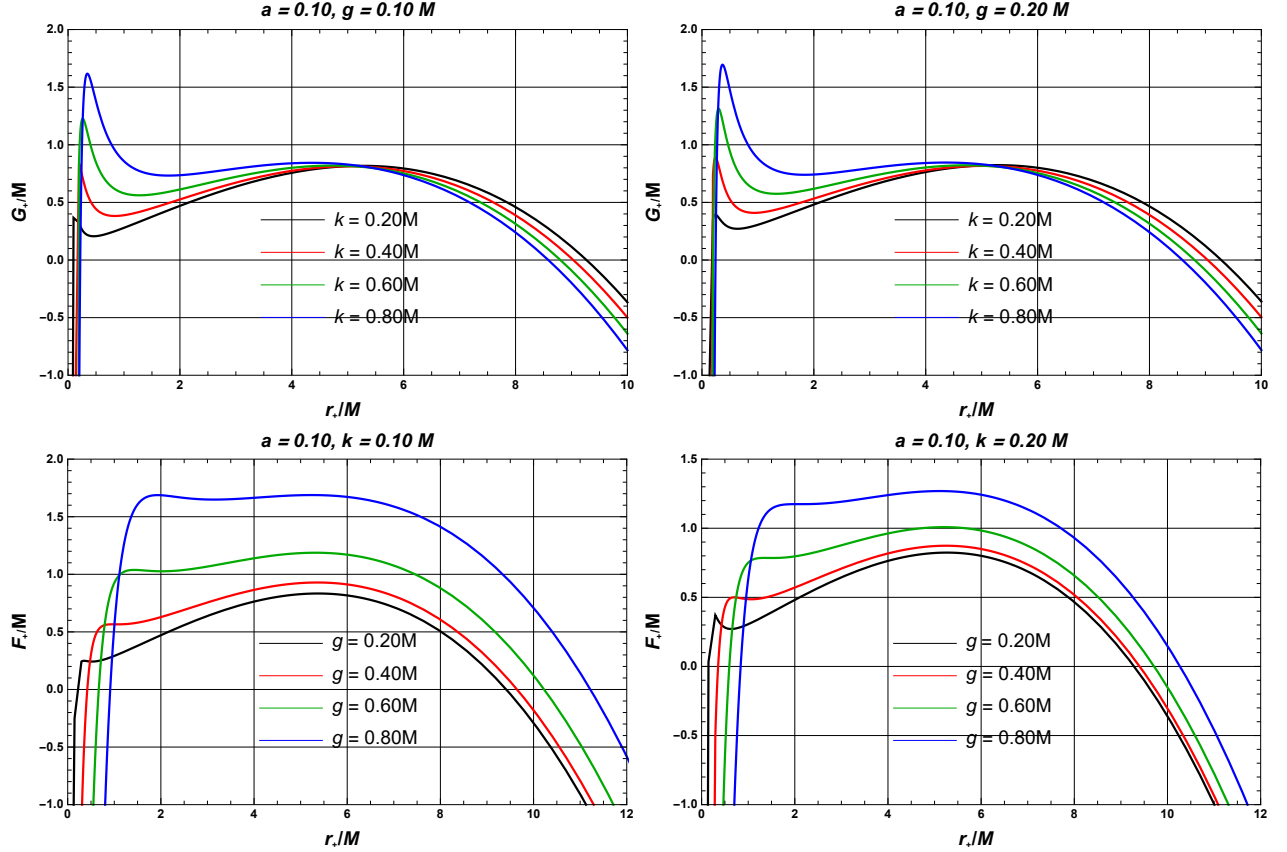 a = 0.10, g = 0.10 M
G₊/M
2.0
1.5
1.0
0.5
0.0
−0.5
−1.0
k = 0.20M
k = 0.40M
k = 0.60M
k = 0.80M
0 2 4 6 8 10
r₊/M
a = 0.10, g = 0.20 M
G₊/M
2.0
1.5
1.0
0.5
0.0
−0.5
−1.0
k = 0.20M
k = 0.40M
k = 0.60M
k = 0.80M
0 2 4 6 8 10
r₊/M
a = 0.10, k = 0.10 M
F₊/M
2.0
1.5
1.0
0.5
0.0
−0.5
−1.0
g = 0.20M
g = 0.40M
g = 0.60M
g = 0.80M
0 2 4 6 8 10 12
r₊/M
a = 0.10, k = 0.20 M
F₊/M
1.5
1.0
0.5
0.0
−0.5
−1.0
g = 0.20M
g = 0.40M
g = 0.60M
g = 0.80M
0 2 4 6 8 10 12
r₊/M